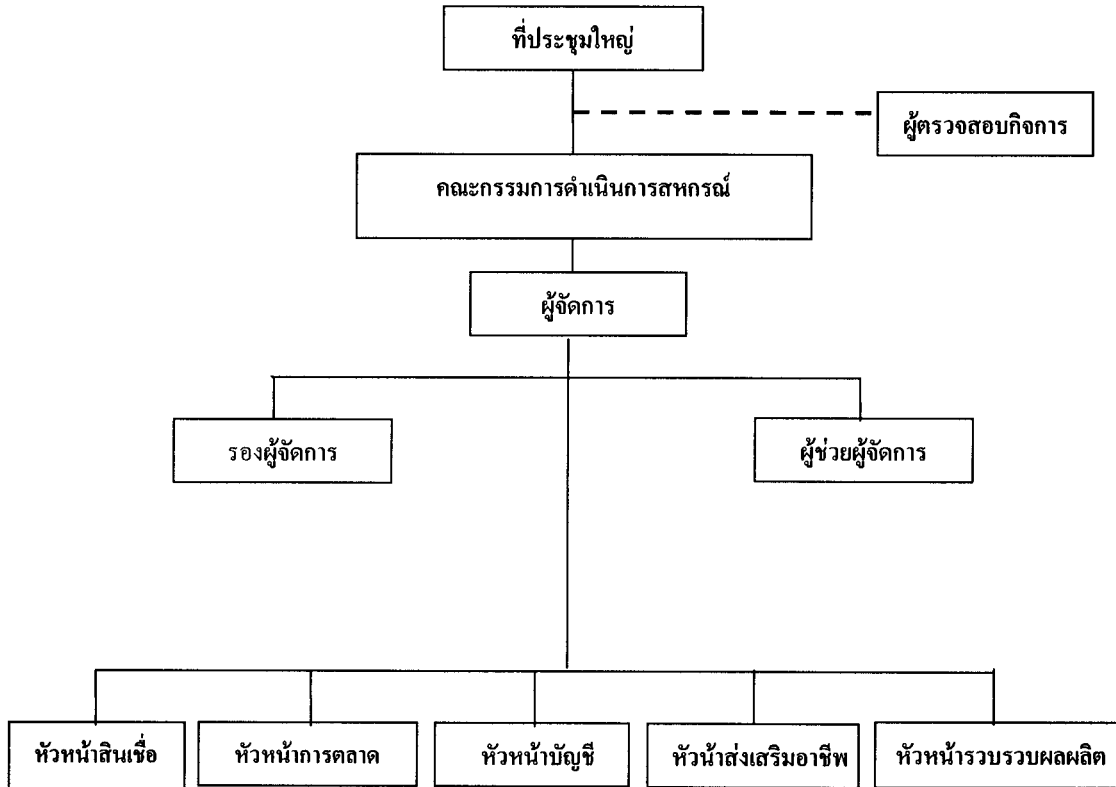 ที่ประชุมใหญ่
ผู้ตรวจสอบกิจการ
คณะกรรมการดำเนินการสหกรณ์
ผู้จัดการ
รองผู้จัดการ
ผู้ช่วยผู้จัดการ
หัวหน้าสินเชื่อ
หัวหน้าการตลาด
หัวหน้าบัญชี
หัวน้าส่งเสริมอาชีพ
หัวหน้ารวบรวบผลผลิต